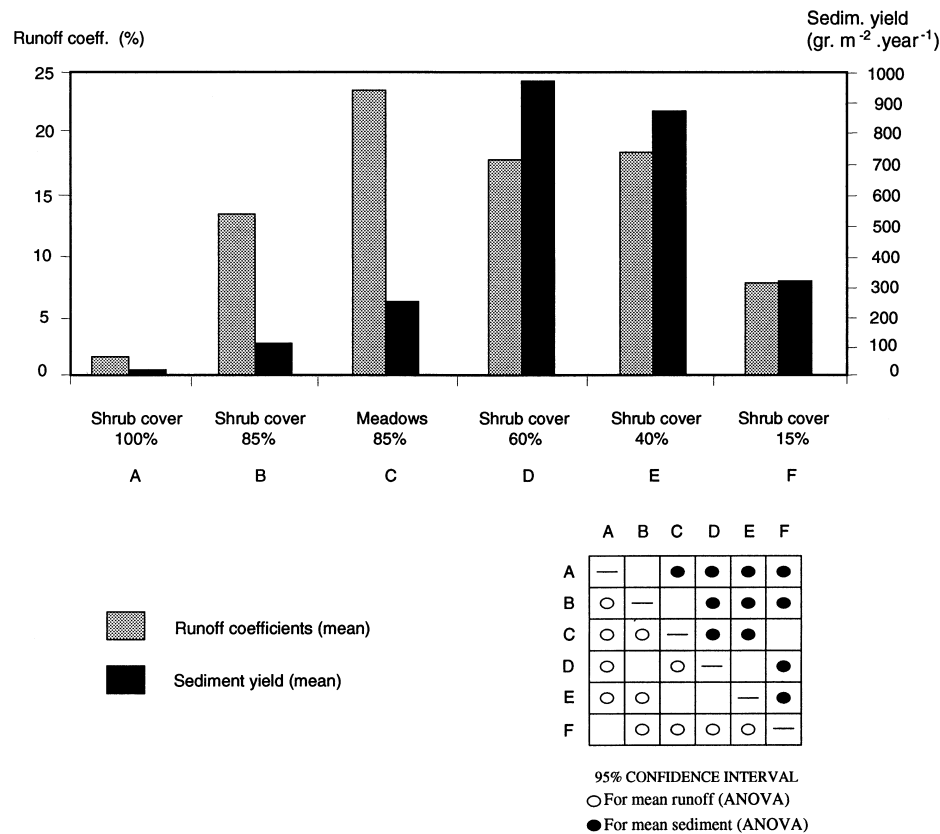 Runoff coeff. (%)
Sedim. yield
(gr. m⁻² .year⁻¹)
25
20
15
10
5
0
1000
900
800
700
600
500
400
300
200
100
0
Shrub cover
100%
A
Shrub cover
85%
B
Meadows
85%
C
Shrub cover
60%
D
Shrub cover
40%
E
Shrub cover
15%
F
Runoff coefficients (mean)
Sediment yield (mean)
A B C D E F
A
B
C
D
E
F
95% CONFIDENCE INTERVAL
For mean runoff (ANOVA)
For mean sediment (ANOVA)